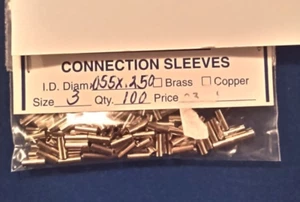 CONNECTION SLEEVES
I.D. Diam. .055X.250 Brass Copper
Size 3 Qty. 100 Price